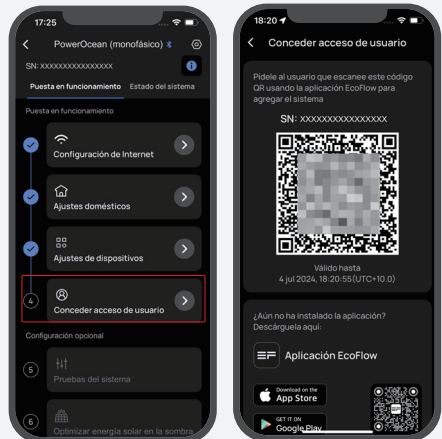 17:25
PowerOcean (monofásico)
SN: XXXXXXXXXXXXXXXX
Puesta en funcionamiento
Estado del sistema
Puesta en funcionamiento
Configuración de Internet
Ajustes domésticos
Ajustes de dispositivos
4
Conceder acceso de usuario
Configuración opcional
5
Pruebas del sistema
6
Optimizar energía solar en la sombra
18:20
Conceder acceso de usuario
Pídele al usuario que escanee este código
QR usando la aplicación EcoFlow para
agregar el sistema
SN: XXXXXXXXXXXXXXXX
Válido hasta
4 jul 2024, 18:20:55(UTC+10.0)
¿Aún no ha instalado la aplicación?
Descárguela aquí:
Aplicación EcoFlow
Download on the
App Store
GET IT ON
Google Play